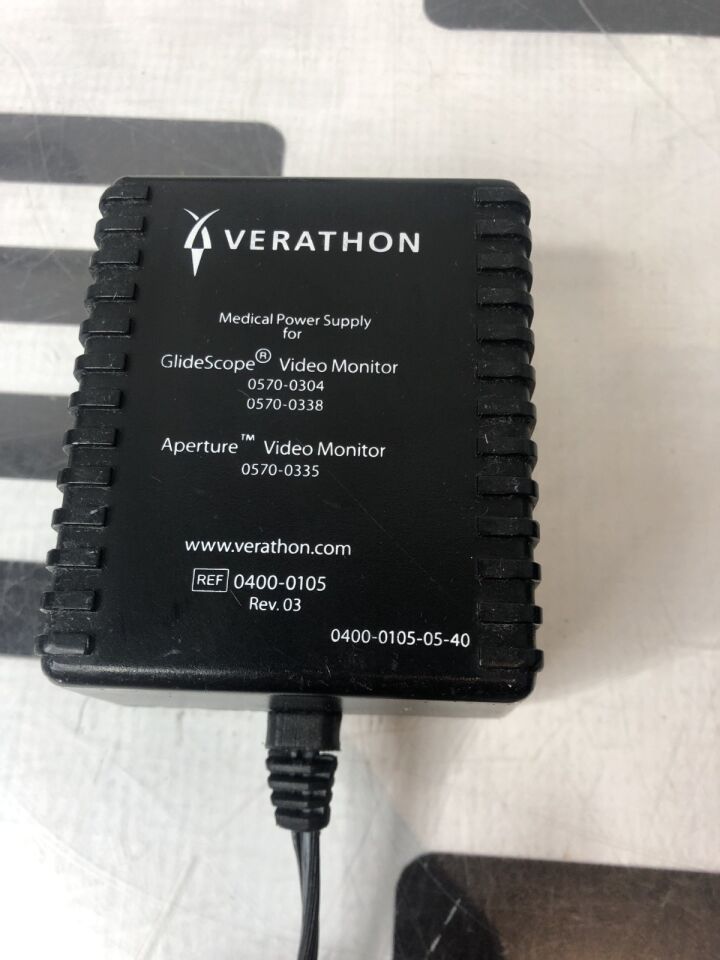 VERATHON
Medical Power Supply
for
GlideScope® Video Monitor
0570-0304
0570-0338
Aperture™ Video Monitor
0570-0335
www.verathon.com
REF 0400-0105
Rev. 03
0400-0105-05-40